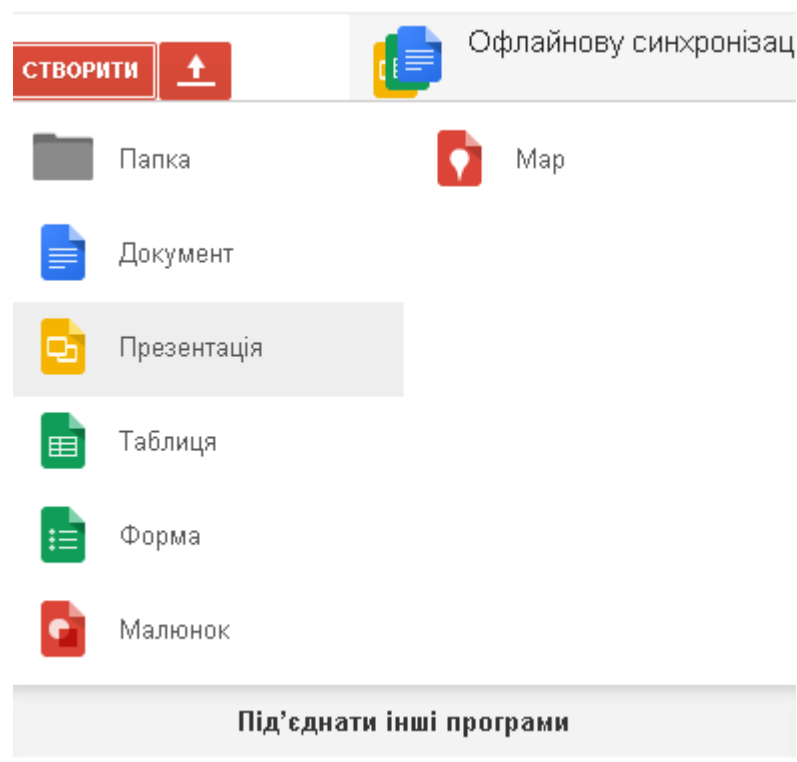 СТВОРИТИ
Офлайнову синхронізац
Папка
Map
Документ
Презентація
Таблиця
Форма
Малюнок
Під’єднати інші програми